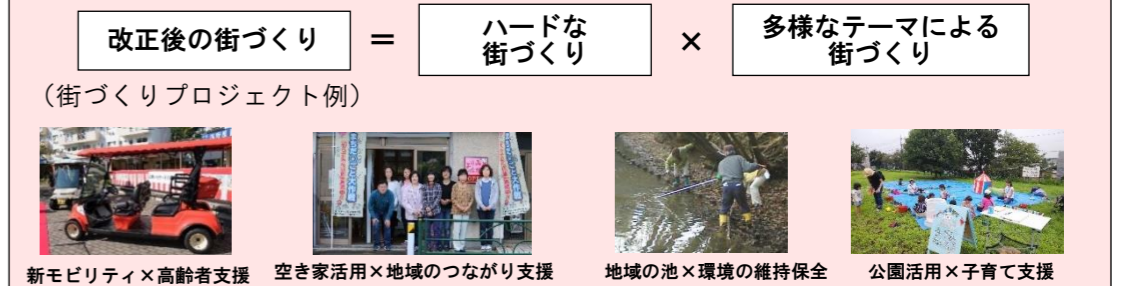 改正後の街づくり
＝
ハードな
街づくり
×
多様なテーマによる
街づくり
（街づくりプロジェクト例）
新モビリティ×高齢者支援
空き家活用×地域のつながり支援
地域の池×環境の維持保全
公園活用×子育て支援